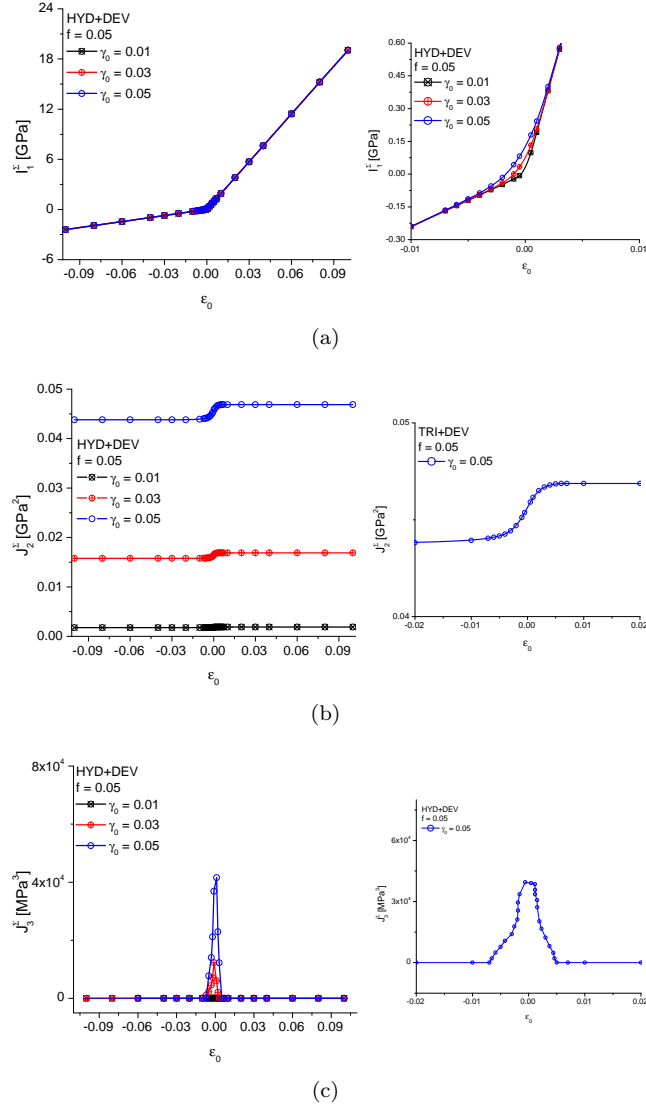 HYD+DEV
f = 0.05
γ₀ = 0.01
γ₀ = 0.03
γ₀ = 0.05
24
18
12
6
0
-6
I₁^Σ [GPa]
-0.09 -0.06 -0.03 0.00 0.03 0.06 0.09
ε₀
HYD+DEV
f = 0.05
γ₀ = 0.01
γ₀ = 0.03
γ₀ = 0.05
0.60
0.45
0.30
0.15
0.00
-0.15
-0.30
I₁^Σ [GPa]
-0.01 0.00 0.01
ε₀
(a)
0.05
0.04
0.03
0.02
0.01
0.00
J₂^Σ [GPa²]
HYD+DEV
f = 0.05
γ₀ = 0.01
γ₀ = 0.03
γ₀ = 0.05
-0.09 -0.06 -0.03 0.00 0.03 0.06 0.09
ε₀
TRI+DEV
f = 0.05
γ₀ = 0.05
0.05
0.04
J₂^Σ [GPa²]
-0.02 -0.01 0.00 0.01 0.02
ε₀
(b)
HYD+DEV
f = 0.05
γ₀ = 0.01
γ₀ = 0.03
γ₀ = 0.05
8x10⁴
4x10⁴
0
J₃^Σ [MPa³]
-0.09 -0.06 -0.03 0.00 0.03 0.06 0.09
ε₀
HYD+DEV
f = 0.05
γ₀ = 0.05
6x10⁴
3x10⁴
0
J₃^Σ [MPa³]
-0.02 -0.01 0.00 0.01 0.02
ε₀
(c)